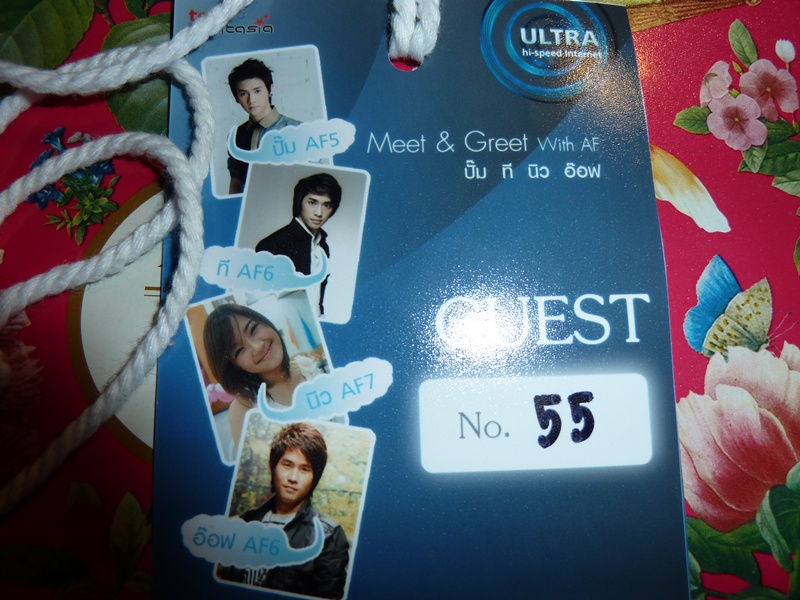 ULTRA
hi-speed internet
ปั๊ม AF5
Meet & Greet With AF
ปั๊ม ที นิว อ๊อฟ
ที AF6
GUEST
นิว AF7
No. 55
อ๊อฟ AF6